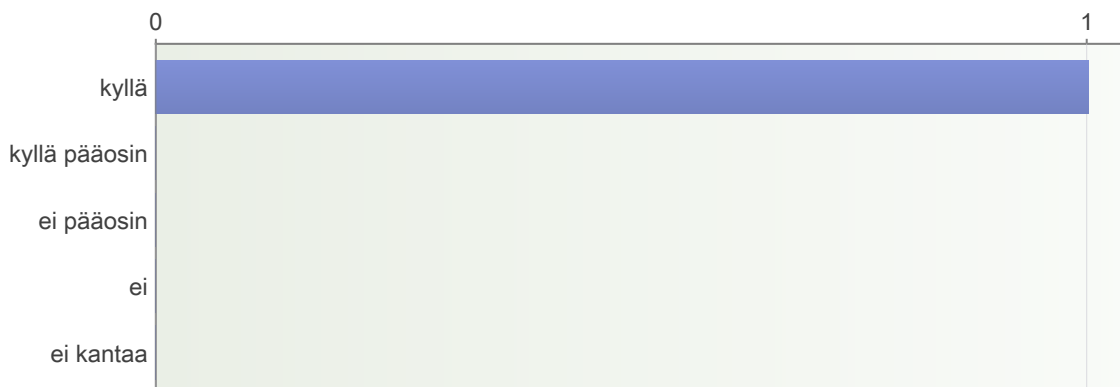 0 1
kyllä
kyllä pääosin
ei pääosin
ei
ei kantaa